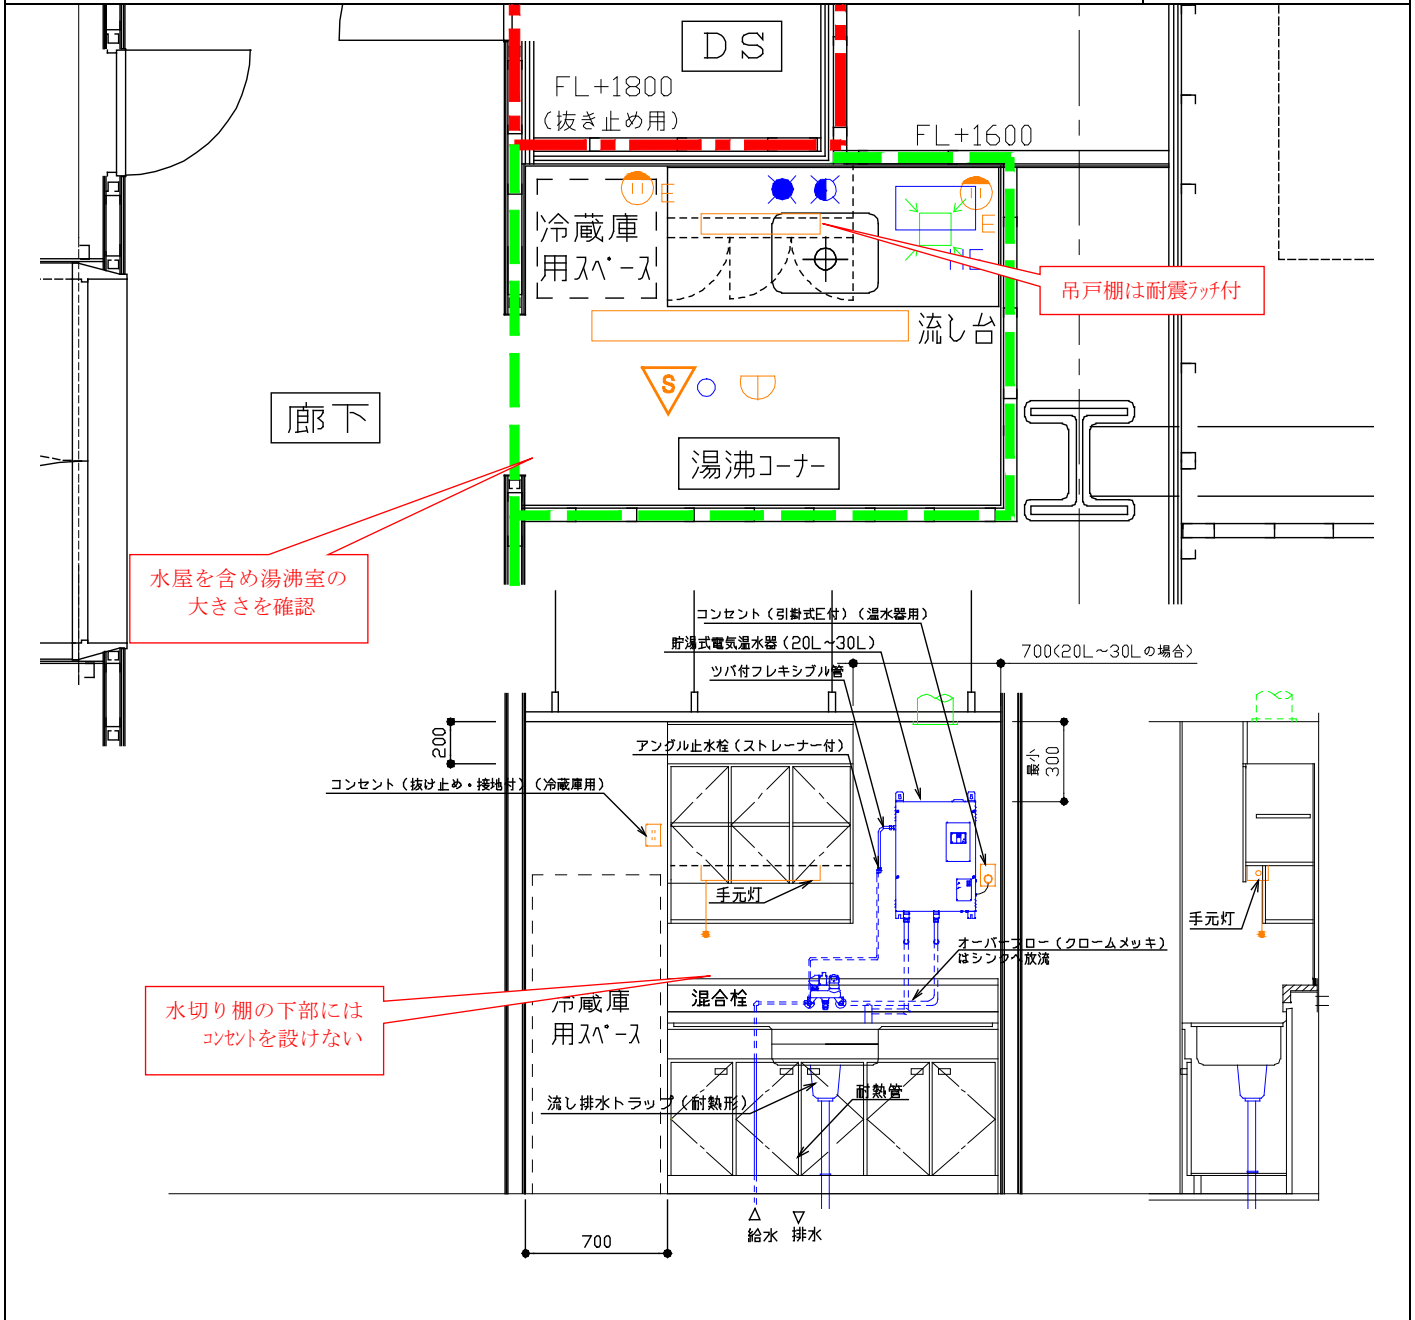 DS
FL+1800
(抜き止め用)
FL+1600
E
冷蔵庫
用スペース
E
吊戸棚は耐震ラッチ付
流し台
S
廊下
湯沸コーナー
水屋を含め湯沸室の
大きさを確認
コンセント(引掛式E付)(温水器用)
貯湯式電気温水器(20L~30L)
700(20L~30Lの場合)
ツバ付フレキシブル管
200
アングル止水栓(ストレーナー付)
最小
300
コンセント(抜け止め・接地付)(冷蔵庫用)
手元灯
手元灯
オーバーフロー(クロームメッキ)
はシンクへ放流
水切り棚の下部には
コンセントを設けない
冷蔵庫
用スペース
混合栓
流し排水トラップ(耐熱形)
耐熱管
給水
排水
700